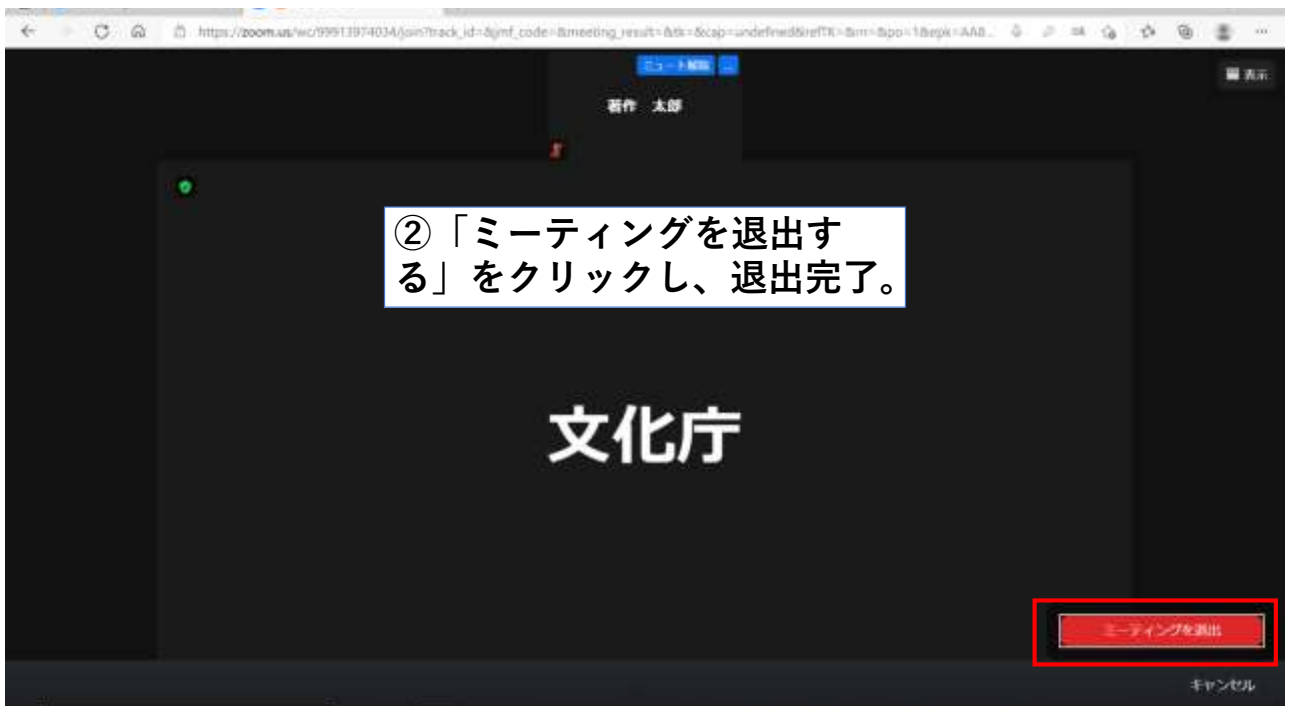 ミュート解除
表示
著作 太郎
②「ミーティングを退出す
る」をクリックし、退出完了。
文化庁
ミーティングを退出
キャンセル